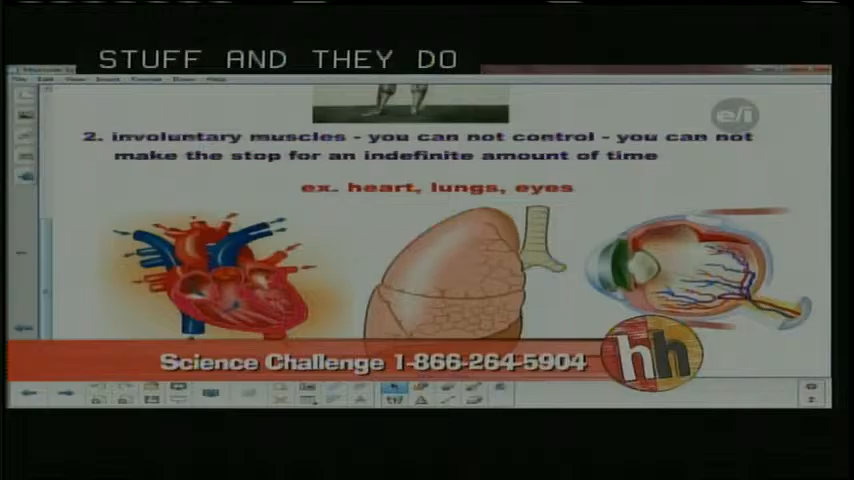 STUFF AND THEY DO
e/i
2. involuntary muscles - you can not control - you can not
make the stop for an indefinite amount of time
ex. heart, lungs, eyes
Science Challenge 1-866-264-5904
hh